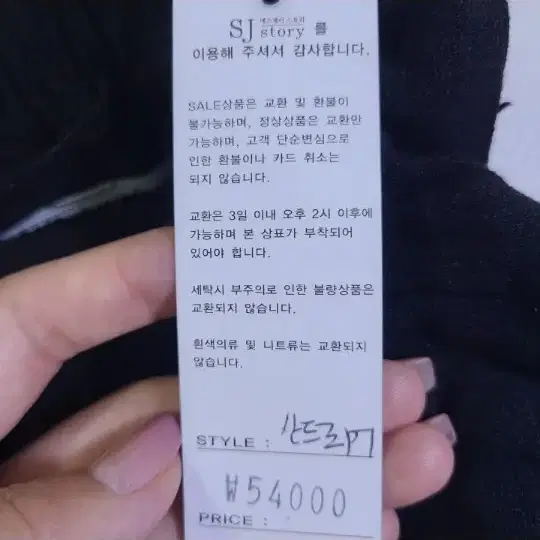 SJ 에스제이 스토리 story 를
이용해 주셔서 감사합니다.
SALE상품은 교환 및 환불이
불가능하며, 정상상품은 교환만
가능하며, 고객 단순변심으로
인한 환불이나 카드 취소는
되지 않습니다.
교환은 3일 이내 오후 2시 이후에
가능하며 본 상표가 부착되어
있어야 합니다.
세탁시 부주의로 인한 불량상품은
교환되지 않습니다.
흰색의류 및 니트류는 교환되지
않습니다.
STYLE :
₩54000
PRICE :